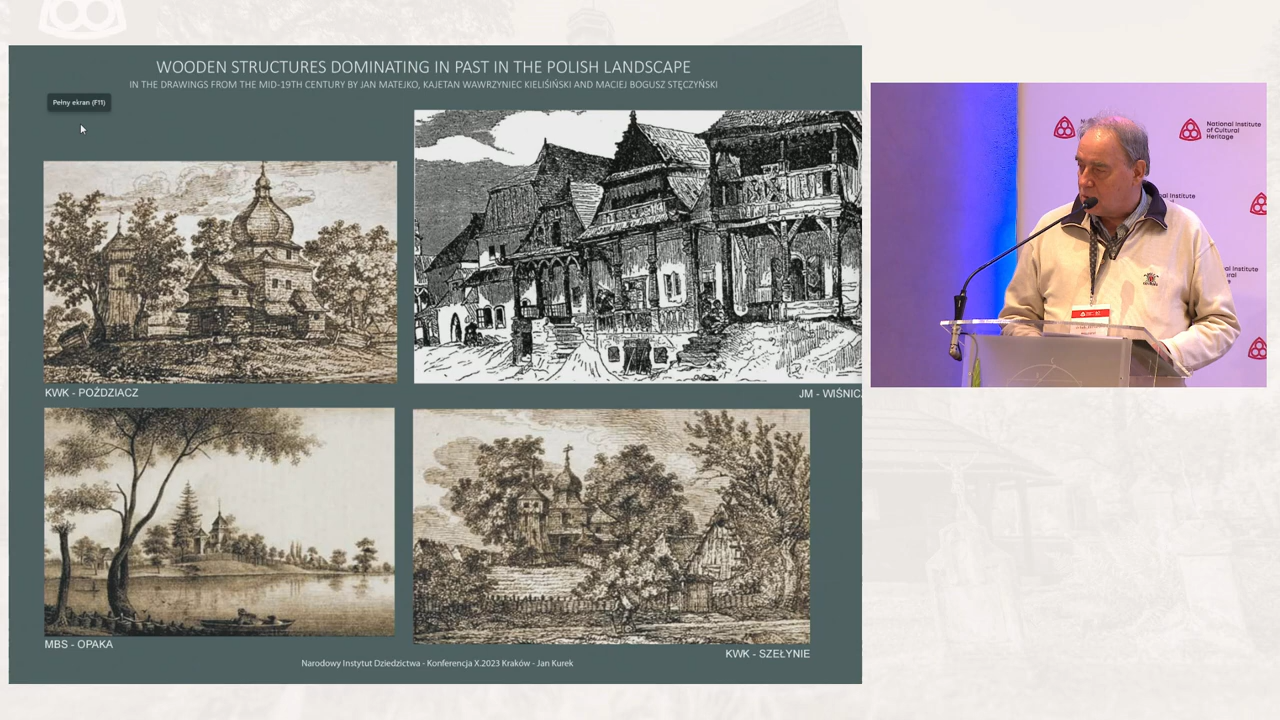 WOODEN STRUCTURES DOMINATING IN PAST IN THE POLISH LANDSCAPE
IN THE DRAWINGS FROM THE MID-19TH CENTURY BY JAN MATEJKO, KAJETAN WAWRZYNIEC KIELIŚIŃSKI AND MACIEJ BOGUSZ STĘCZYŃSKI
Pełny ekran (F11)
KWK - POŹDZIACZ
JM - WIŚNICZ
MBS - OPAKA
KWK - SZEŁYNIE
Narodowy Instytut Dziedzictwa - Konferencja X.2023 Kraków - Jan Kurek
National Institute
of Cultural
Heritage